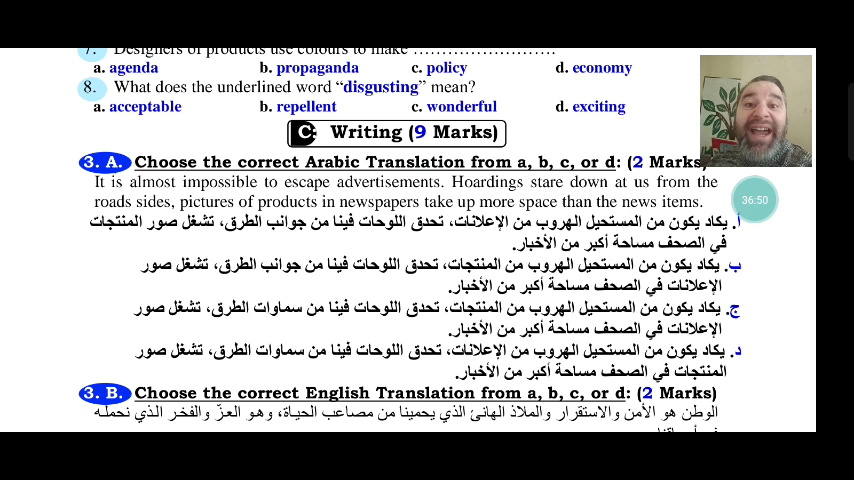 7. Designers of products use colours to make ………………………
a. agenda b. propaganda c. policy d. economy
8. What does the underlined word “disgusting” mean?
a. acceptable b. repellent c. wonderful d. exciting
C Writing (9 Marks)
3. A. Choose the correct Arabic Translation from a, b, c, or d: (2 Marks)
It is almost impossible to escape advertisements. Hoardings stare down at us from the
roads sides, pictures of products in newspapers take up more space than the news items.
36:50
أ. يكاد يكون من المستحيل الهروب من الإعلانات، تحدق اللوحات فينا من جوانب الطرق، تشغل صور المنتجات
في الصحف مساحة أكبر من الأخبار.
ب. يكاد يكون من المستحيل الهروب من المنتجات، تحدق اللوحات فينا من جوانب الطرق، تشغل صور
الإعلانات في الصحف مساحة أكبر من الأخبار.
ج. يكاد يكون من المستحيل الهروب من المنتجات، تحدق اللوحات فينا من سماوات الطرق، تشغل صور
الإعلانات في الصحف مساحة أكبر من الأخبار.
د. يكاد يكون من المستحيل الهروب من الإعلانات، تحدق اللوحات فينا من سماوات الطرق، تشغل صور
المنتجات في الصحف مساحة أكبر من الأخبار.
3. B. Choose the correct English Translation from a, b, c, or d: (2 Marks)
الوطن هو الأمن والاستقرار والملاذ الهانئ الذي يحمينا من مصاعب الحياة، وهو العزّ والفخر الذي نحمله